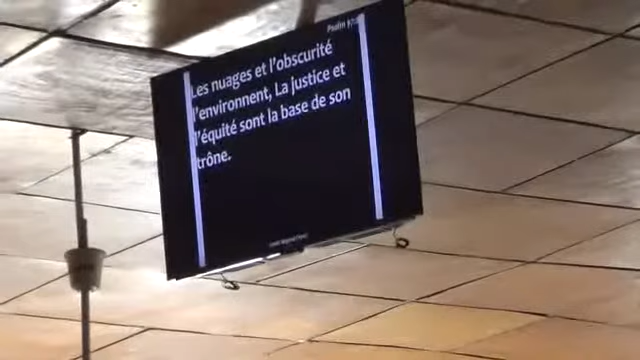 Les nuages et l'obscurité
l'environnent, La justice et
l'équité sont la base de son
trône.